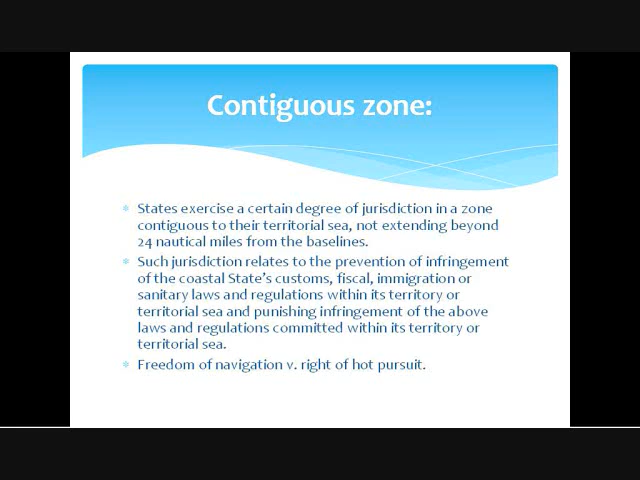 Contiguous zone:
States exercise a certain degree of jurisdiction in a zone
contiguous to their territorial sea, not extending beyond
24 nautical miles from the baselines.
Such jurisdiction relates to the prevention of infringement
of the coastal State's customs, fiscal, immigration or
sanitary laws and regulations within its territory or
territorial sea and punishing infringement of the above
laws and regulations committed within its territory or
territorial sea.
Freedom of navigation v. right of hot pursuit.